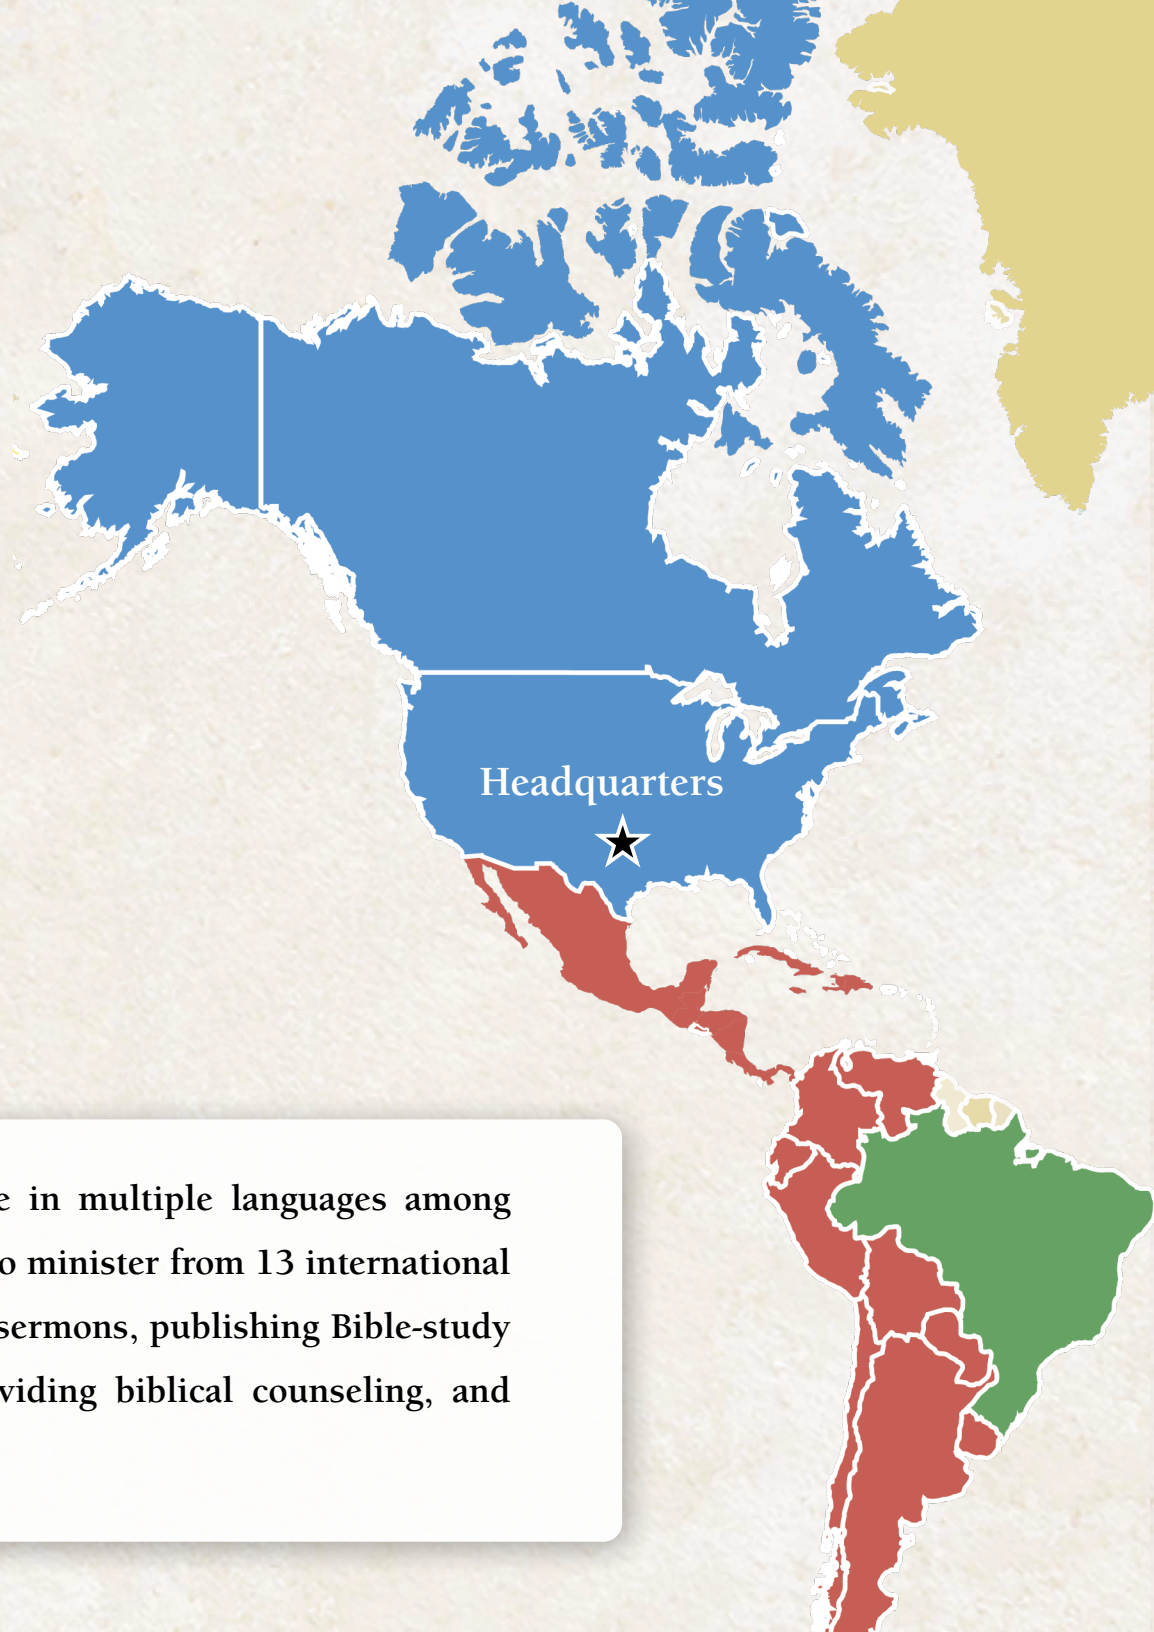 Headquarters
e in multiple languages among
o minister from 13 international
sermons, publishing Bible-study
viding biblical counseling, and